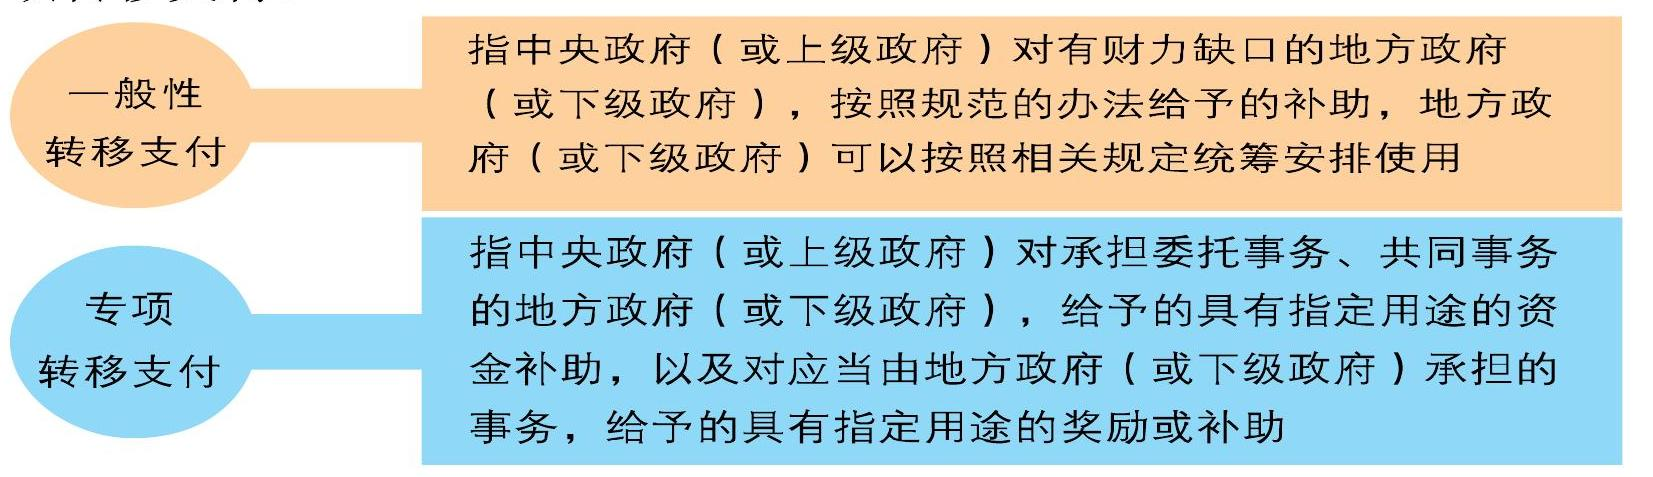 一般性
转移支付
指中央政府（或上级政府）对有财力缺口的地方政府
（或下级政府），按照规范的办法给予的补助，地方政
府（或下级政府）可以按照相关规定统筹安排使用
专项
转移支付
指中央政府（或上级政府）对承担委托事务、共同事务
的地方政府（或下级政府），给予的具有指定用途的资
金补助，以及对应当由地方政府（或下级政府）承担的
事务，给予的具有指定用途的奖励或补助